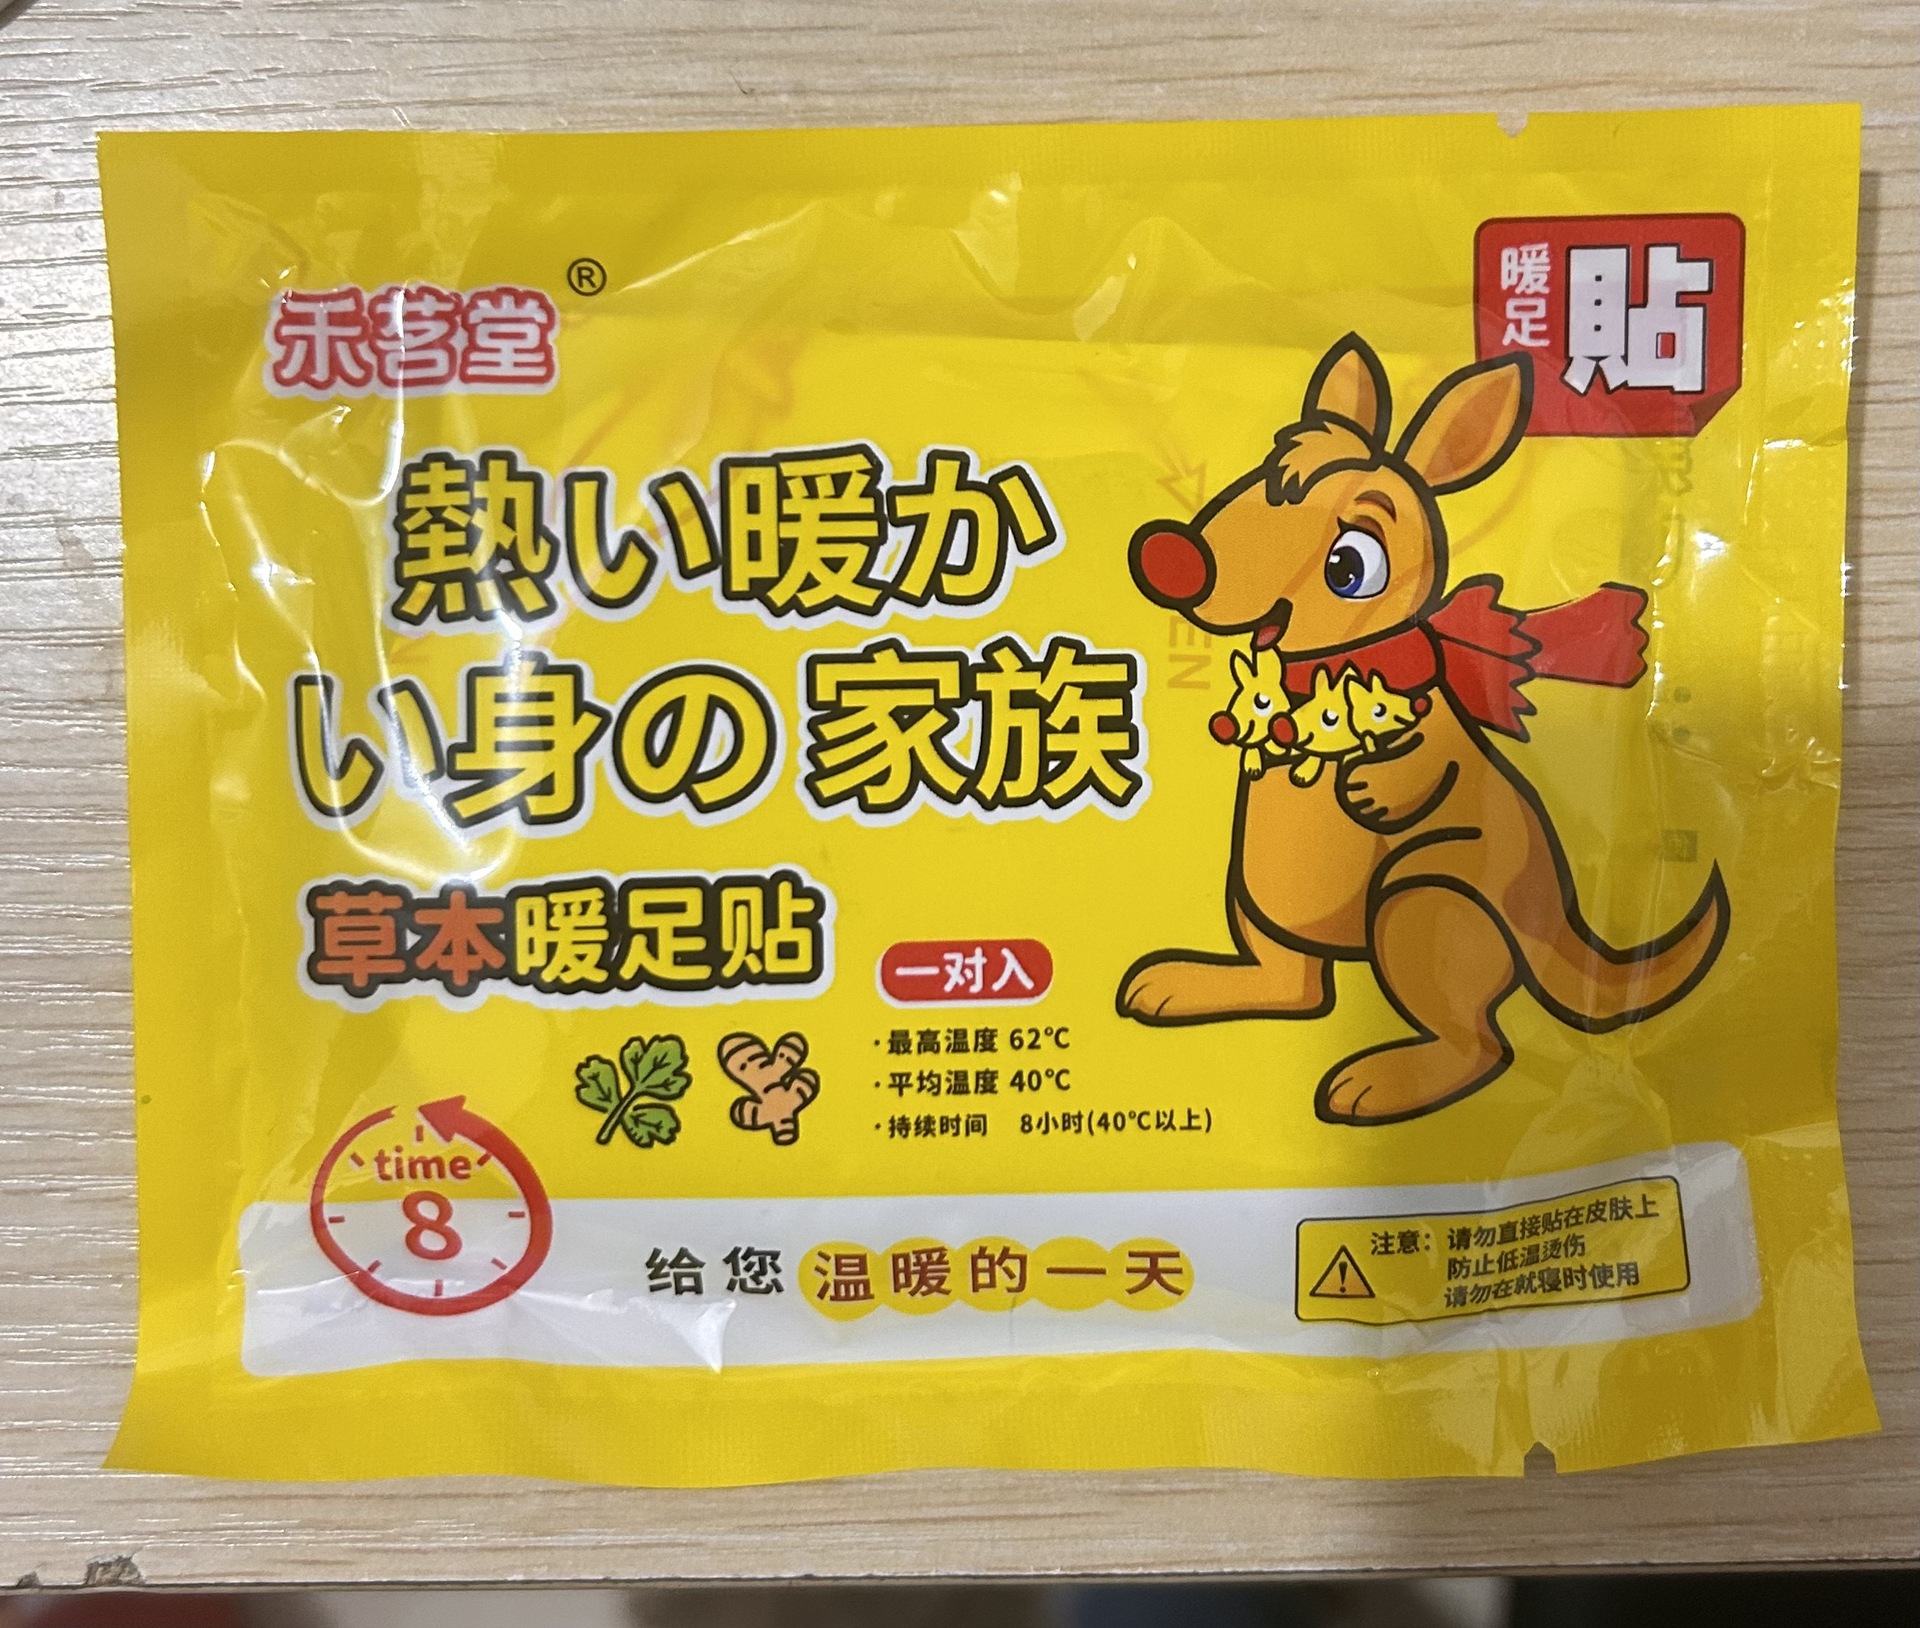 禾茗堂®
暖足
貼
熱い暖か
い身の家族
草本暖足贴
一对入
·最高温度 62℃
·平均温度 40℃
·持续时间 8小时(40℃以上)
time
8
给您温暖的一天
注意：请勿直接贴在皮肤上
防止低温烫伤
请勿在就寝时使用